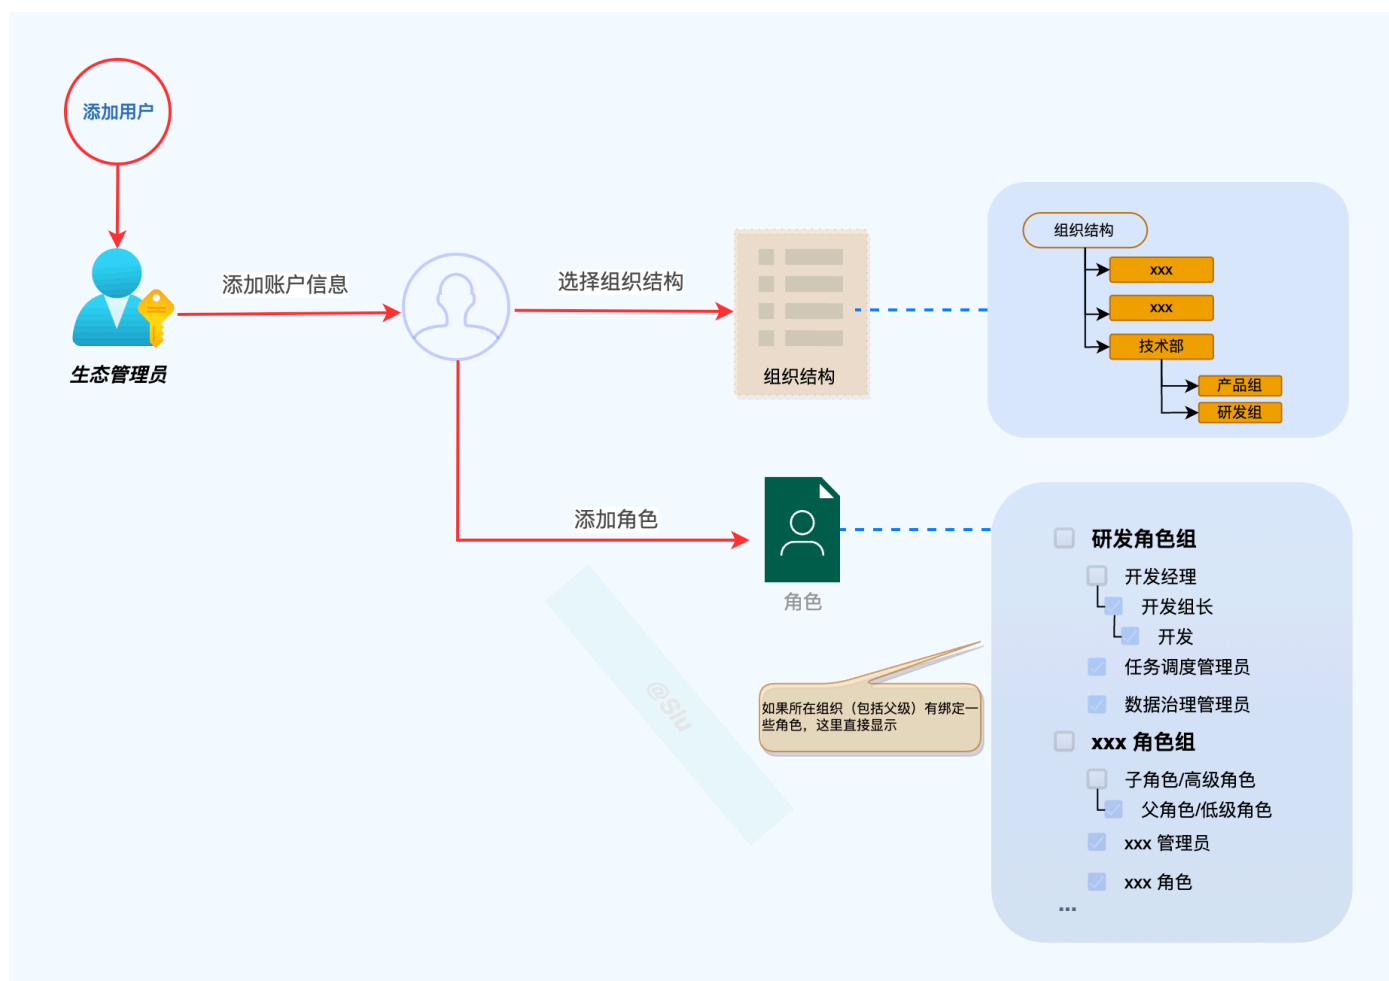 添加用户
生态管理员
添加账户信息
选择组织结构
组织结构
组织结构
xxx
xxx
技术部
产品组
研发组
添加角色
角色
如果所在组织（包括父级）有绑定一
些角色，这里直接显示
@Siu
研发角色组
开发经理
开发组长
开发
任务调度管理员
数据治理管理员
xxx 角色组
子角色/高级角色
父角色/低级角色
xxx 管理员
xxx 角色
...